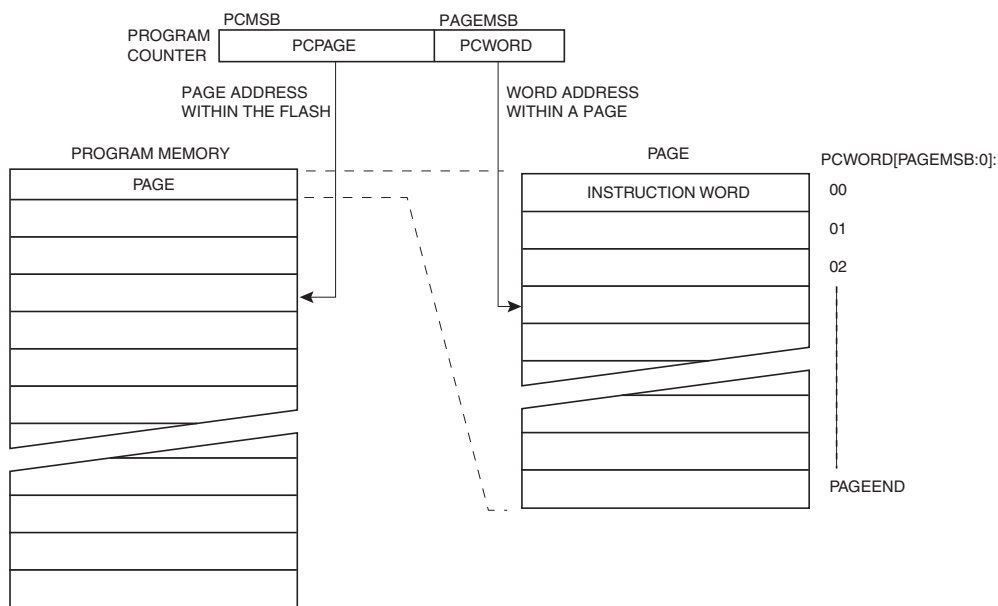 PCMSB
PAGEMSB
PROGRAM
COUNTER
PCPAGE
PCWORD
PAGE ADDRESS
WITHIN THE FLASH
WORD ADDRESS
WITHIN A PAGE
PROGRAM MEMORY
PAGE
PAGE
INSTRUCTION WORD
PCWORD[PAGEMSB:0]:
00
01
02
PAGEEND